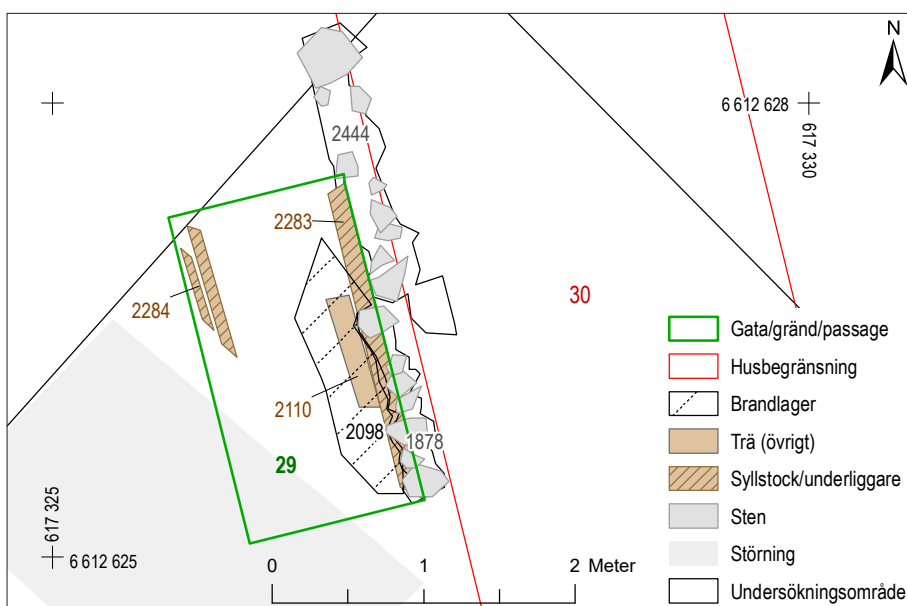 N
6 612 628
617 330
2444
2283
2284
30
2110
2098
1878
29
617 325
6 612 625
0 1 2 Meter
Gata/gränd/passage
Husbegränsning
Brandlager
Trä (övrigt)
Syllstock/underliggare
Sten
Störning
Undersökningsområde